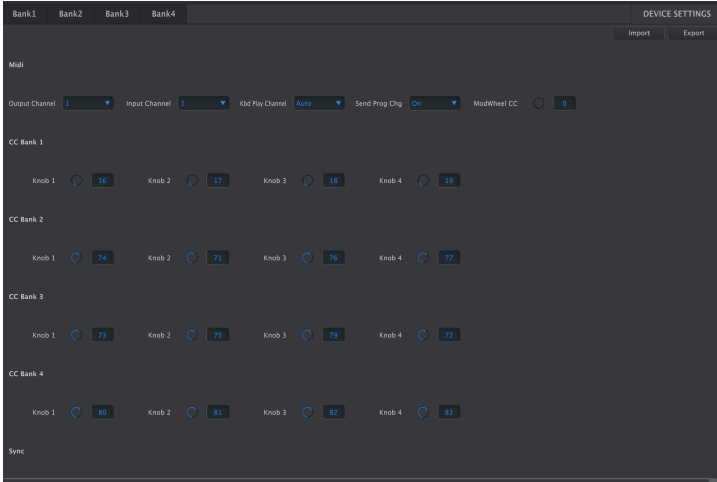 Bank1 Bank2 Bank3 Bank4 DEVICE SETTINGS
Import Export
Midi
Output Channel 1 Input Channel 1 Kbd Play Channel Auto Send Prog Chg On ModWheel CC 0
CC Bank 1
Knob 1 16 Knob 2 17 Knob 3 18 Knob 4 19
CC Bank 2
Knob 1 74 Knob 2 71 Knob 3 76 Knob 4 77
CC Bank 3
Knob 1 73 Knob 2 75 Knob 3 79 Knob 4 72
CC Bank 4
Knob 1 80 Knob 2 81 Knob 3 82 Knob 4 83
Sync